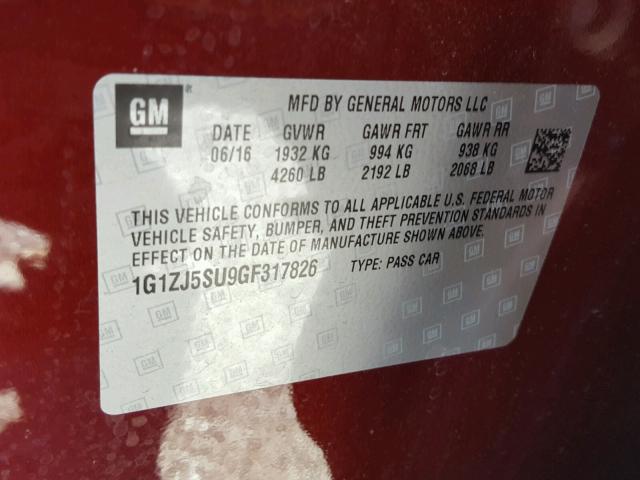 GM
MFD BY GENERAL MOTORS LLC
DATE GVWR GAWR FRT GAWR RR
06/16 1932 KG 994 KG 938 KG
4260 LB 2192 LB 2068 LB
THIS VEHICLE CONFORMS TO ALL APPLICABLE U.S. FEDERAL MOTOR
VEHICLE SAFETY, BUMPER, AND THEFT PREVENTION STANDARDS IN
EFFECT ON THE DATE OF MANUFACTURE SHOWN ABOVE.
1G1ZJ5SU9GF317826 TYPE: PASS CAR